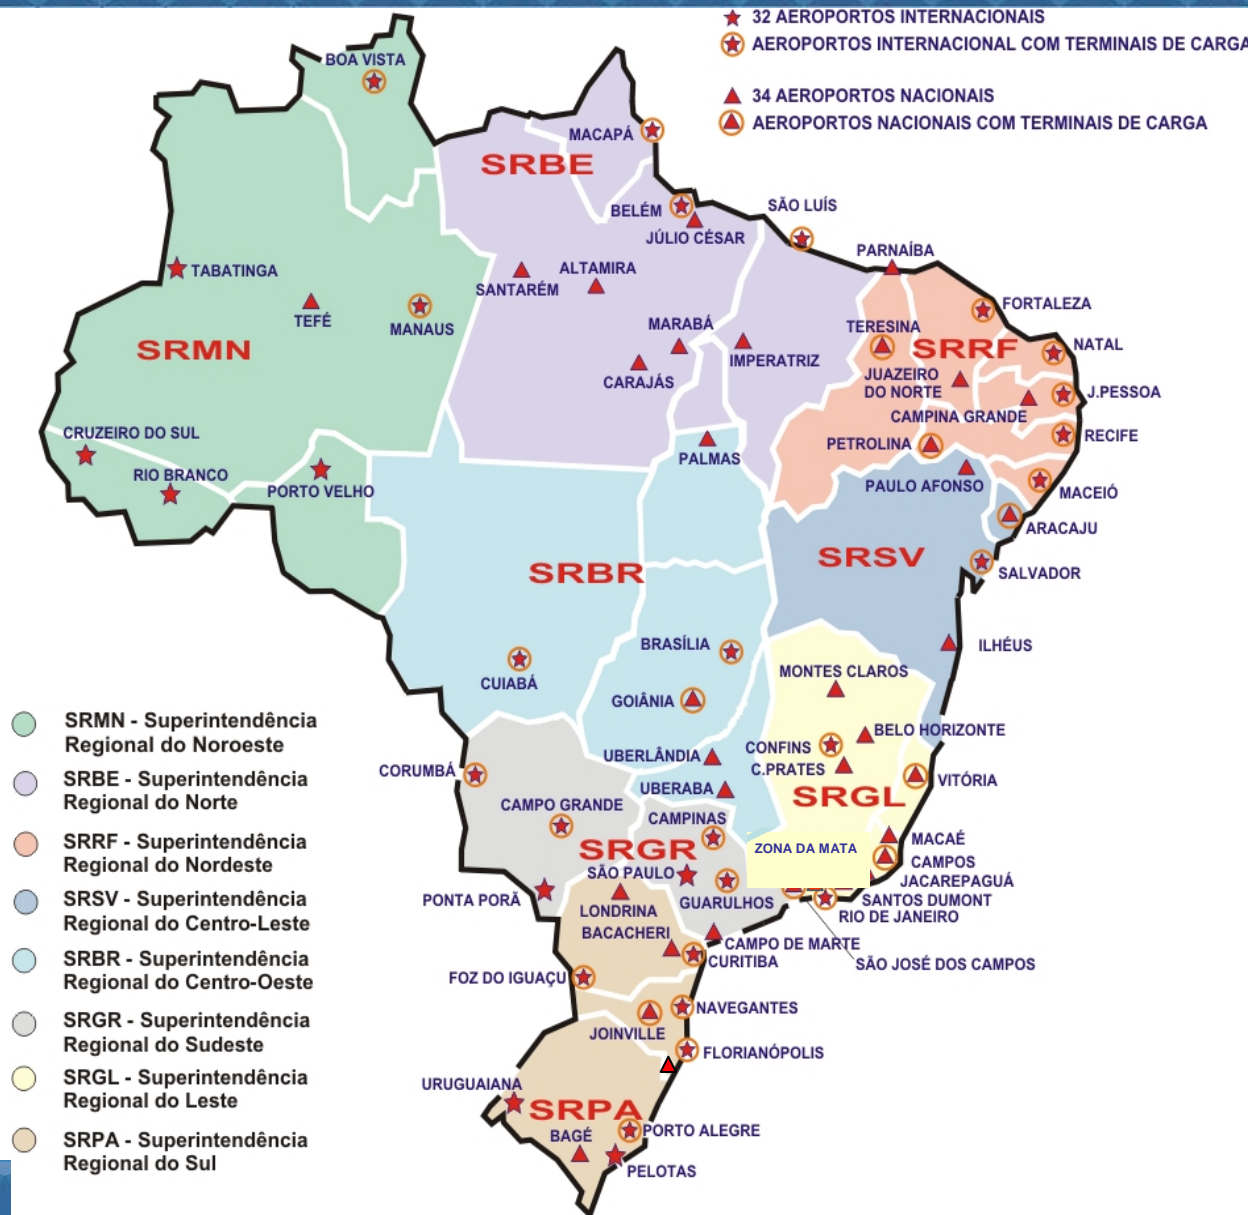 32 AEROPORTOS INTERNACIONAIS
AEROPORTOS INTERNACIONAL COM TERMINAIS DE CARGA
34 AEROPORTOS NACIONAIS
AEROPORTOS NACIONAIS COM TERMINAIS DE CARGA
BOA VISTA
MACAPÁ
SRBE
BELÉM
SÃO LUÍS
JÚLIO CÉSAR
PARNAÍBA
TABATINGA
ALTAMIRA
SANTARÉM
FORTALEZA
TEFÉ
MANAUS
MARABÁ
TERESINA
NATAL
SRMN
SRRF
IMPERATRIZ
CARAJÁS
JUAZEIRO
DO NORTE
J.PESSOA
CAMPINA GRANDE
CRUZEIRO DO SUL
RECIFE
PETROLINA
PALMAS
RIO BRANCO
PORTO VELHO
PAULO AFONSO
MACEIÓ
ARACAJU
SRSV
SRBR
SALVADOR
BRASÍLIA
ILHÉUS
CUIABÁ
MONTES CLAROS
GOIÂNIA
BELO HORIZONTE
CONFINS
UBERLÂNDIA
C.PRATES
CORUMBÁ
VITÓRIA
UBERABA
SRGL
CAMPO GRANDE
CAMPINAS
MACAÉ
SRGR
ZONA DA MATA
CAMPOS
SÃO PAULO
JACAREPAGUÁ
PONTA PORÃ
GUARULHOS
SANTOS DUMONT
LONDRINA
RIO DE JANEIRO
BACACHERI
CAMPO DE MARTE
CURITIBA
SÃO JOSÉ DOS CAMPOS
FOZ DO IGUAÇU
NAVEGANTES
JOINVILLE
FLORIANÓPOLIS
URUGUAIANA
SRPA
BAGÉ
PORTO ALEGRE
PELOTAS
SRMN - Superintendência
Regional do Noroeste
SRBE - Superintendência
Regional do Norte
SRRF - Superintendência
Regional do Nordeste
SRSV - Superintendência
Regional do Centro-Leste
SRBR - Superintendência
Regional do Centro-Oeste
SRGR - Superintendência
Regional do Sudeste
SRGL - Superintendência
Regional do Leste
SRPA - Superintendência
Regional do Sul